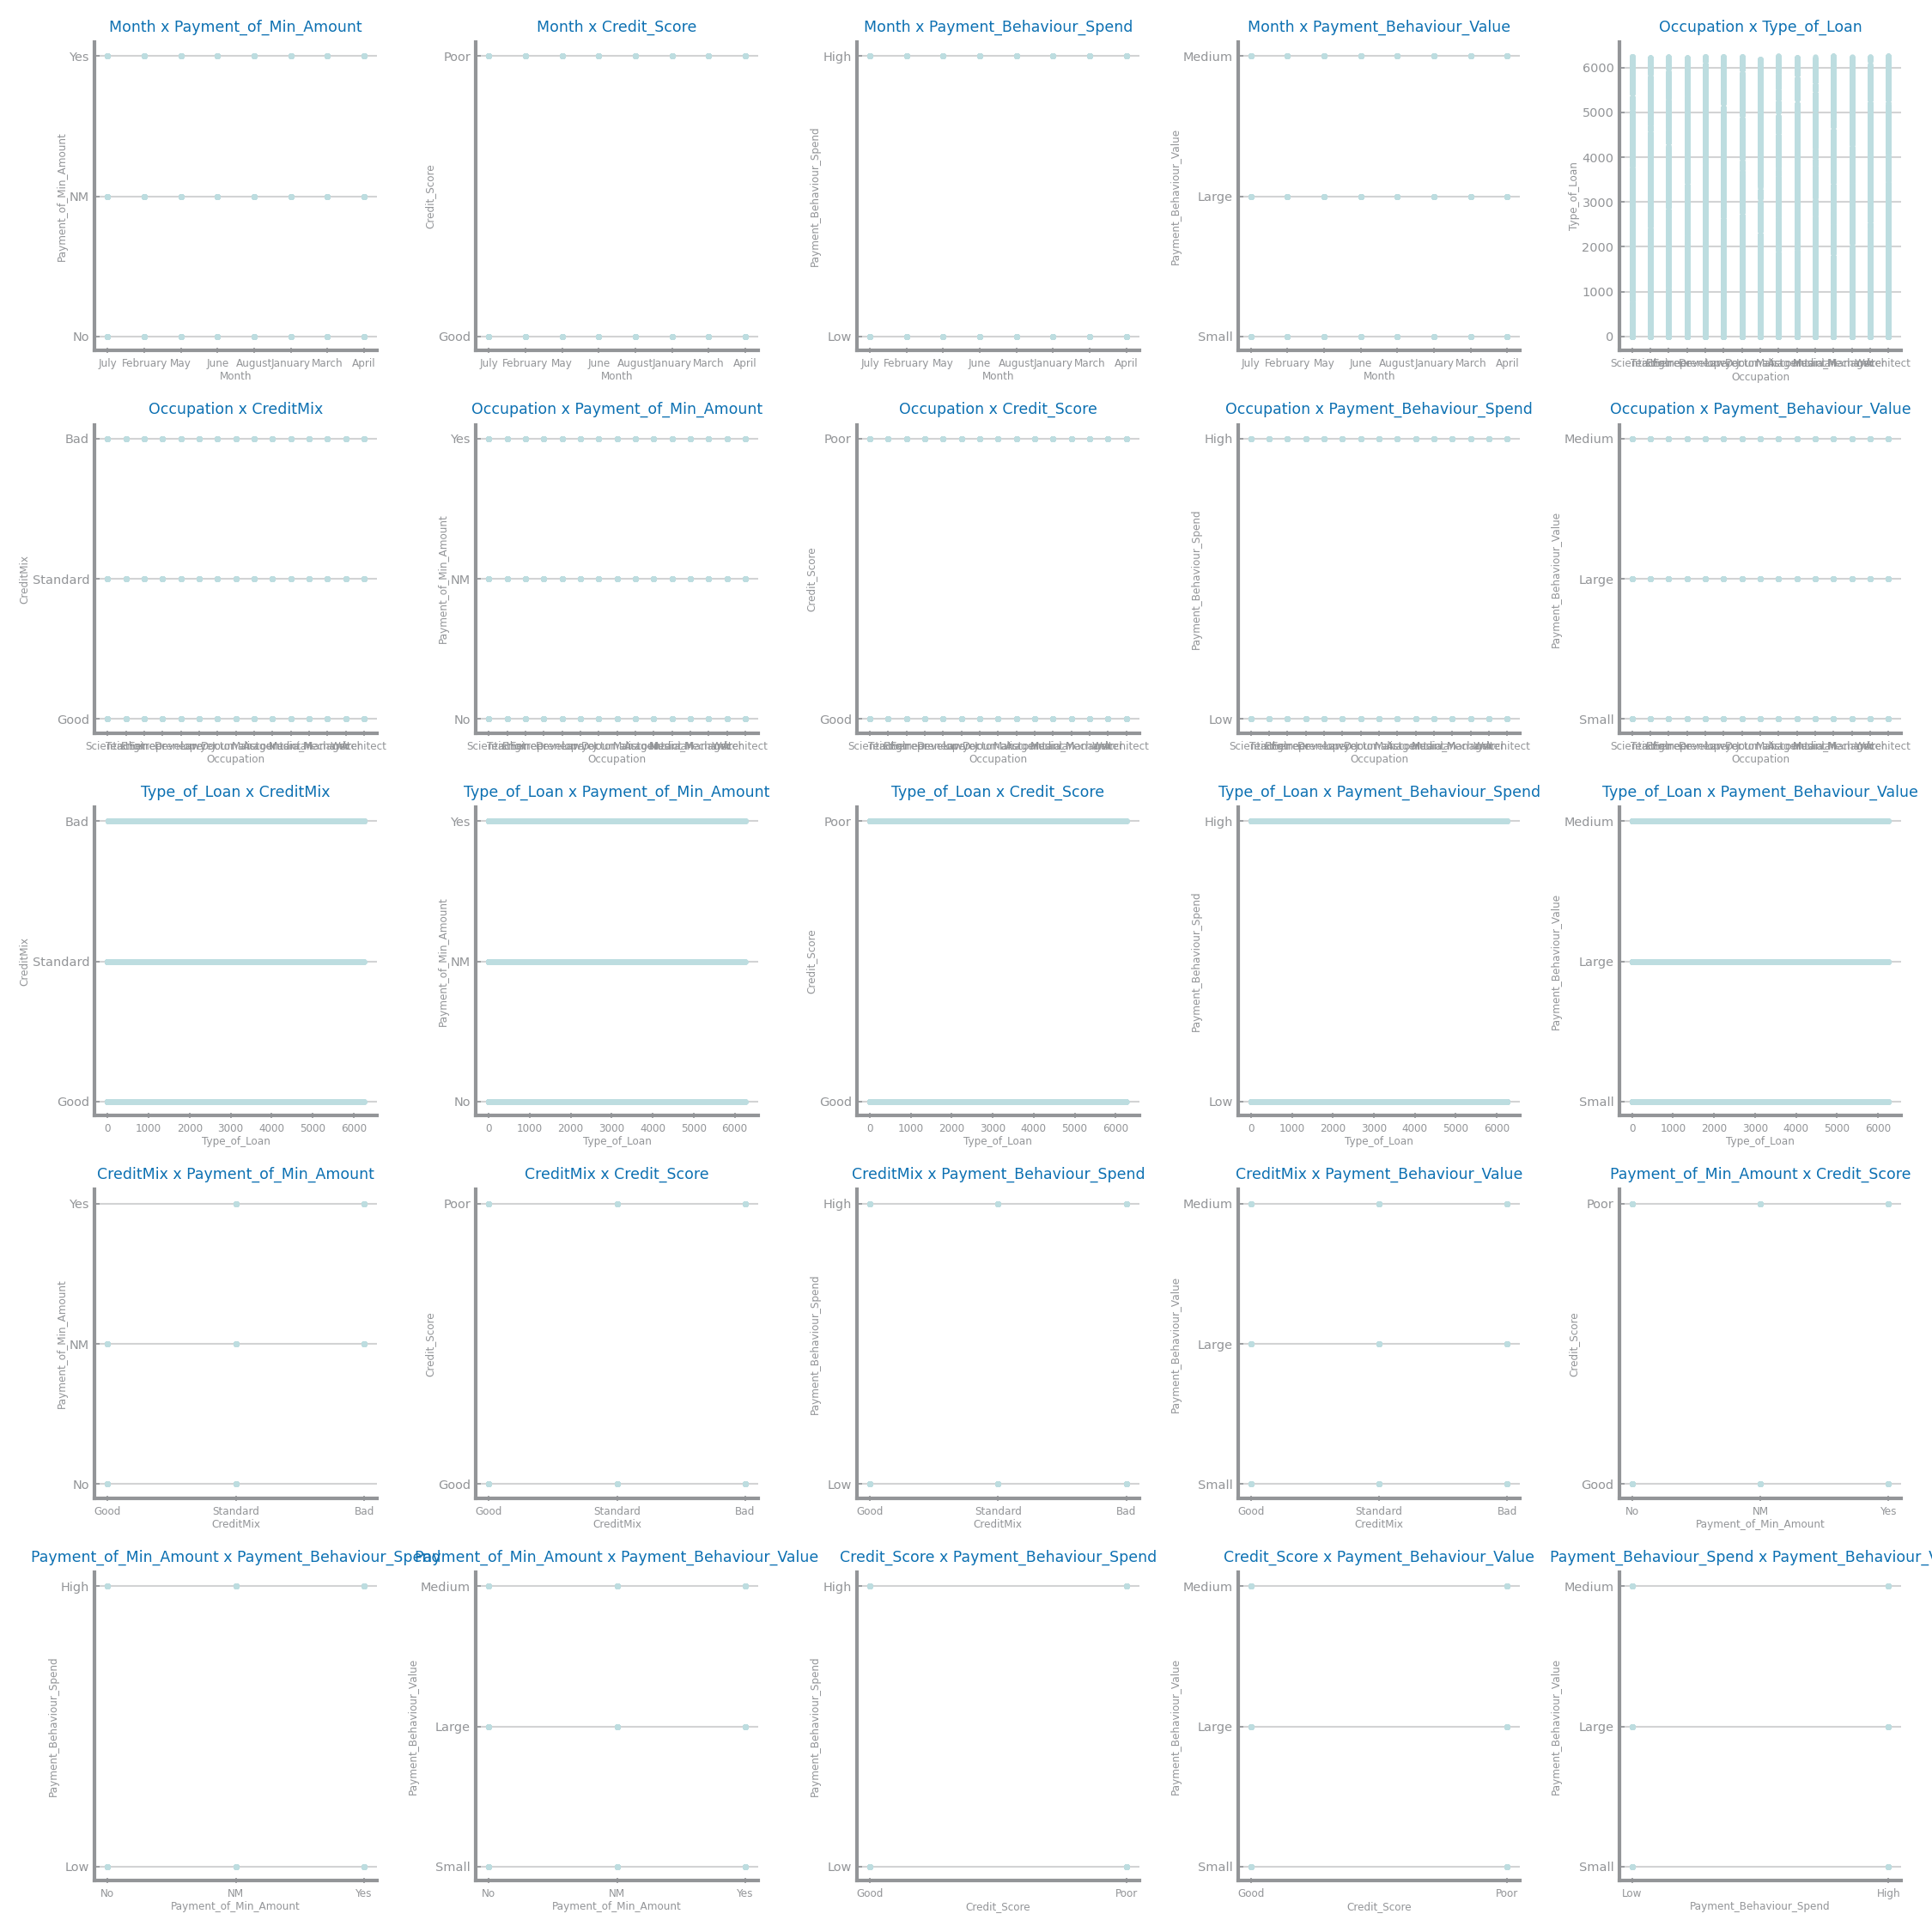 Month x Payment_of_Min_Amount
Yes
NM
No
Payment_of_Min_Amount
July February May June August January March April
Month
Month x Credit_Score
Poor
Good
Credit_Score
July February May June August January March April
Month
Month x Payment_Behaviour_Spend
High
Low
Payment_Behaviour_Spend
July February May June August January March April
Month
Month x Payment_Behaviour_Value
Medium
Large
Small
Payment_Behaviour_Value
July February May June August January March April
Month
Occupation x Type_of_Loan
6000
5000
4000
3000
2000
1000
0
Type_of_Loan
Occupation
Occupation x CreditMix
Bad
Standard
Good
CreditMix
Occupation
Occupation x Payment_of_Min_Amount
Yes
NM
No
Payment_of_Min_Amount
Occupation
Occupation x Credit_Score
Poor
Good
Credit_Score
Occupation
Occupation x Payment_Behaviour_Spend
High
Low
Payment_Behaviour_Spend
Occupation
Occupation x Payment_Behaviour_Value
Medium
Large
Small
Payment_Behaviour_Value
Occupation
Type_of_Loan x CreditMix
Bad
Standard
Good
CreditMix
0 1000 2000 3000 4000 5000 6000
Type_of_Loan
Type_of_Loan x Payment_of_Min_Amount
Yes
NM
No
Payment_of_Min_Amount
0 1000 2000 3000 4000 5000 6000
Type_of_Loan
Type_of_Loan x Credit_Score
Poor
Good
Credit_Score
0 1000 2000 3000 4000 5000 6000
Type_of_Loan
Type_of_Loan x Payment_Behaviour_Spend
High
Low
Payment_Behaviour_Spend
0 1000 2000 3000 4000 5000 6000
Type_of_Loan
Type_of_Loan x Payment_Behaviour_Value
Medium
Large
Small
Payment_Behaviour_Value
0 1000 2000 3000 4000 5000 6000
Type_of_Loan
CreditMix x Payment_of_Min_Amount
Yes
NM
No
Payment_of_Min_Amount
Good Standard Bad
CreditMix
CreditMix x Credit_Score
Poor
Good
Credit_Score
Good Standard Bad
CreditMix
CreditMix x Payment_Behaviour_Spend
High
Low
Payment_Behaviour_Spend
Good Standard Bad
CreditMix
CreditMix x Payment_Behaviour_Value
Medium
Large
Small
Payment_Behaviour_Value
Good Standard Bad
CreditMix
Payment_of_Min_Amount x Credit_Score
Poor
Good
Credit_Score
No NM Yes
Payment_of_Min_Amount
Payment_of_Min_Amount x Payment_Behaviour_Spend
High
Low
Payment_Behaviour_Spend
No NM Yes
Payment_of_Min_Amount
Payment_of_Min_Amount x Payment_Behaviour_Value
Medium
Large
Small
Payment_Behaviour_Value
No NM Yes
Payment_of_Min_Amount
Credit_Score x Payment_Behaviour_Spend
High
Low
Payment_Behaviour_Spend
Good Poor
Credit_Score
Credit_Score x Payment_Behaviour_Value
Medium
Large
Small
Payment_Behaviour_Value
Good Poor
Credit_Score
Payment_Behaviour_Spend x Payment_Behaviour_
Medium
Large
Small
Payment_Behaviour_Value
Low High
Payment_Behaviour_Spend